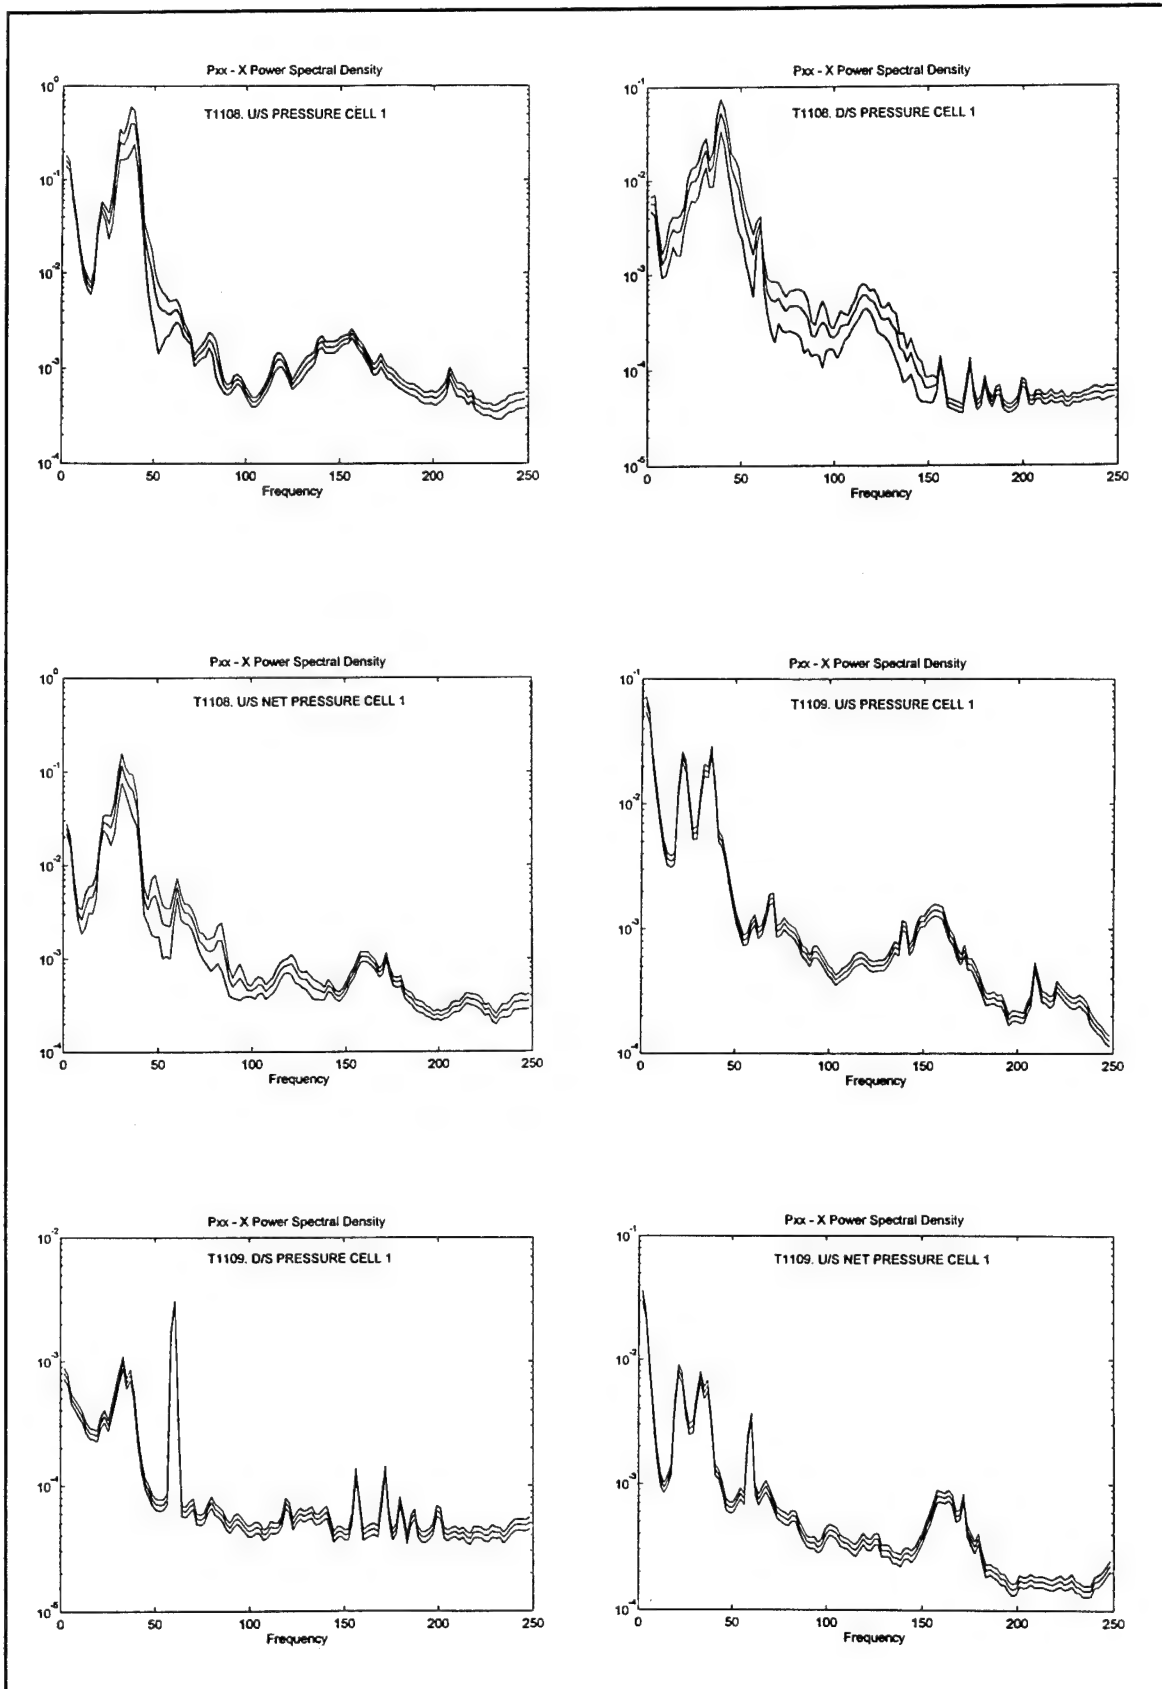 Pxx - X Power Spectral Density
T1108. U/S PRESSURE CELL 1
10^0
10^-1
10^-2
10^-3
10^-4
0 50 100 150 200 250
Frequency
Pxx - X Power Spectral Density
T1108. D/S PRESSURE CELL 1
10^-1
10^-2
10^-3
10^-4
10^-5
0 50 100 150 200 250
Frequency
Pxx - X Power Spectral Density
T1108. U/S NET PRESSURE CELL 1
10^0
10^-1
10^-2
10^-3
10^-4
0 50 100 150 200 250
Frequency
Pxx - X Power Spectral Density
T1109. U/S PRESSURE CELL 1
10^-1
10^-2
10^-3
10^-4
0 50 100 150 200 250
Frequency
Pxx - X Power Spectral Density
T1109. D/S PRESSURE CELL 1
10^-2
10^-3
10^-4
10^-5
0 50 100 150 200 250
Frequency
Pxx - X Power Spectral Density
T1109. U/S NET PRESSURE CELL 1
10^-1
10^-2
10^-3
10^-4
0 50 100 150 200 250
Frequency